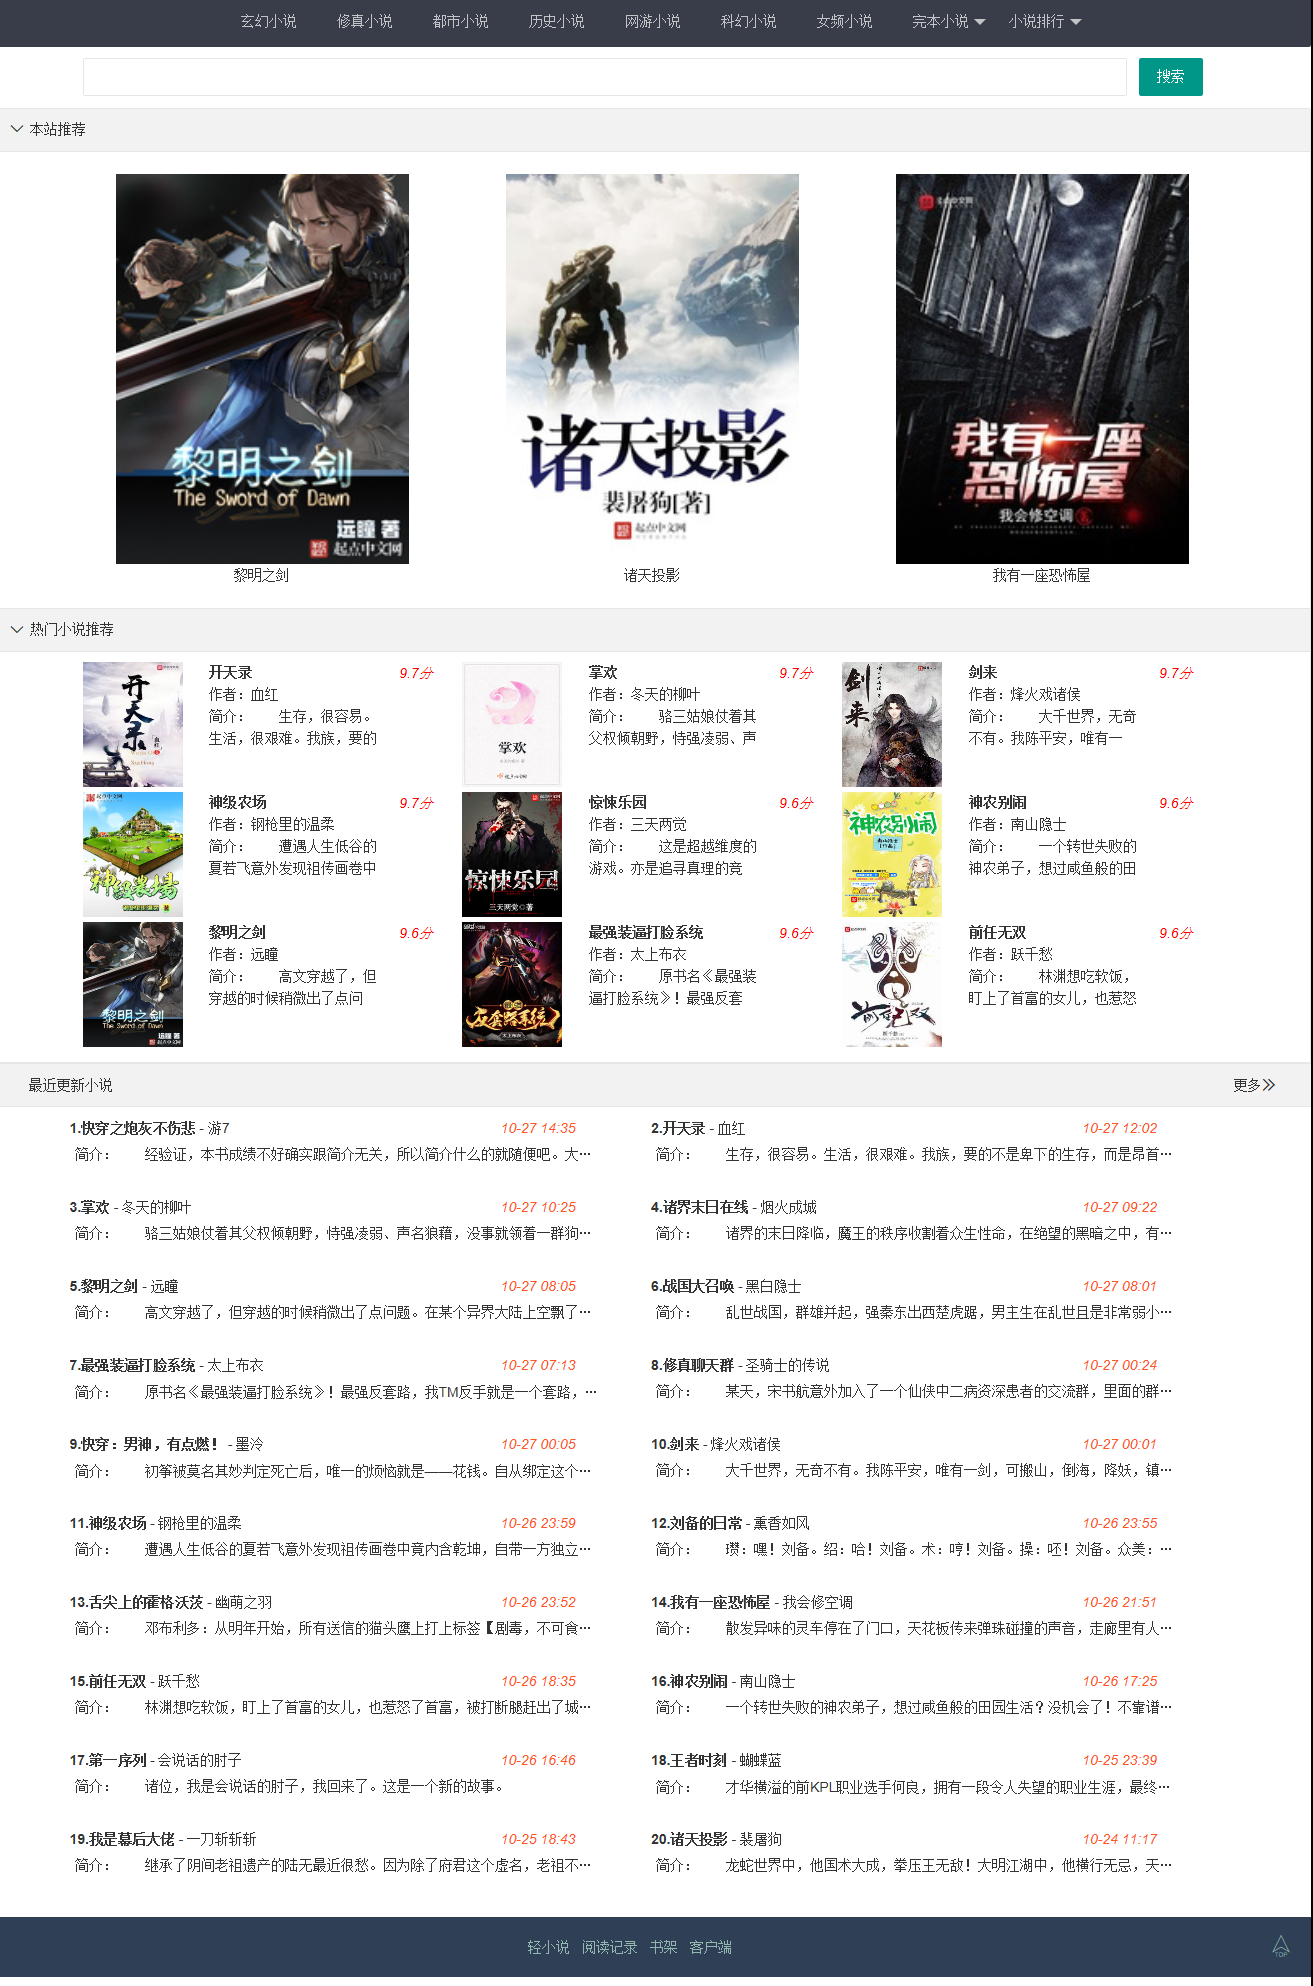 玄幻小说 修真小说 都市小说 历史小说 网游小说 科幻小说 女频小说 完本小说 小说排行
搜索
本站推荐
黎明之剑
The Sword of Dawn
远瞳 著
起点中文网
诸天投影
裴屠狗[著]
起点中文网
起点中文网
我有一座
恐怖屋
我会修空调
黎明之剑 诸天投影 我有一座恐怖屋
热门小说推荐
开天录 9.7分
作者：血红
简介： 生存，很容易。
生活，很艰难。我族，要的
掌欢 9.7分
作者：冬天的柳叶
简介： 骆三姑娘仗着其
父权倾朝野，恃强凌弱、声
剑来 9.7分
作者：烽火戏诸侯
简介： 大千世界，无奇
不有。我陈平安，唯有一
神级农场 9.7分
作者：钢枪里的温柔
简介： 遭遇人生低谷的
夏若飞意外发现祖传画卷中
惊悚乐园 9.6分
作者：三天两觉
简介： 这是超越维度的
游戏。亦是追寻真理的竞
神农别闹 9.6分
作者：南山隐士
简介： 一个转世失败的
神农弟子，想过咸鱼般的田
黎明之剑 9.6分
作者：远瞳
简介： 高文穿越了，但
穿越的时候稍微出了点问
最强装逼打脸系统 9.6分
作者：太上布衣
简介： 原书名《最强装
逼打脸系统》！最强反套
前任无双 9.6分
作者：跃千愁
简介： 林渊想吃软饭，
盯上了首富的女儿，也惹怒
最近更新小说 更多
1.快穿之炮灰不伤悲 - 游7 10-27 14:35
简介： 经验证，本书成绩不好确实跟简介无关，所以简介什么的就随便吧。大…
2.开天录 - 血红 10-27 12:02
简介： 生存，很容易。生活，很艰难。我族，要的不是卑下的生存，而是昂首…
3.掌欢 - 冬天的柳叶 10-27 10:25
简介： 骆三姑娘仗着其父权倾朝野，恃强凌弱、声名狼藉，没事就领着一群狗…
4.诸界末日在线 - 烟火成城 10-27 09:22
简介： 诸界的末日降临，魔王的秩序收割着众生性命，在绝望的黑暗之中，有…
5.黎明之剑 - 远瞳 10-27 08:05
简介： 高文穿越了，但穿越的时候稍微出了点问题。在某个异界大陆上空飘了…
6.战国大召唤 - 黑白隐士 10-27 08:01
简介： 乱世战国，群雄并起，强秦东出西楚虎踞，男主生在乱世且是非常弱小…
7.最强装逼打脸系统 - 太上布衣 10-27 07:13
简介： 原书名《最强装逼打脸系统》！最强反套路，我TM反手就是一个套路，…
8.修真聊天群 - 圣骑士的传说 10-27 00:24
简介： 某天，宋书航意外加入了一个仙侠中二病资深患者的交流群，里面的群…
9.快穿：男神，有点燃！ - 墨泠 10-27 00:05
简介： 初筝被莫名其妙判定死亡后，唯一的烦恼就是——花钱。自从绑定这个…
10.剑来 - 烽火戏诸侯 10-27 00:01
简介： 大千世界，无奇不有。我陈平安，唯有一剑，可搬山，倒海，降妖，镇…
11.神级农场 - 钢枪里的温柔 10-26 23:59
简介： 遭遇人生低谷的夏若飞意外发现祖传画卷中竟内含乾坤，自带一方独立…
12.刘备的日常 - 熏香如风 10-26 23:55
简介： 瓒：嘿！刘备。绍：哈！刘备。术：哼！刘备。操：呸！刘备。众美：…
13.舌尖上的霍格沃茨 - 幽萌之羽 10-26 23:52
简介： 邓布利多：从明年开始，所有送信的猫头鹰上打上标签【剧毒，不可食…
14.我有一座恐怖屋 - 我会修空调 10-26 21:51
简介： 散发异味的灵车停在了门口，天花板传来弹珠碰撞的声音，走廊里有人…
15.前任无双 - 跃千愁 10-26 18:35
简介： 林渊想吃软饭，盯上了首富的女儿，也惹怒了首富，被打断腿赶出了城…
16.神农别闹 - 南山隐士 10-26 17:25
简介： 一个转世失败的神农弟子，想过咸鱼般的田园生活？没机会了！不靠谱…
17.第一序列 - 会说话的肘子 10-26 16:46
简介： 诸位，我是会说话的肘子，我回来了。这是一个新的故事。
18.王者时刻 - 蝴蝶蓝 10-25 23:39
简介： 才华横溢的前KPL职业选手何良，拥有一段令人失望的职业生涯，最终…
19.我是幕后大佬 - 一刀斩斩斩 10-25 18:43
简介： 继承了阴间老祖遗产的陆无最近很愁。因为除了府君这个虚名，老祖不…
20.诸天投影 - 裴屠狗 10-24 11:17
简介： 龙蛇世界中，他国术大成，拳压王无敌！大明江湖中，他横行无忌，天…
轻小说 阅读记录 书架 客户端
TOP